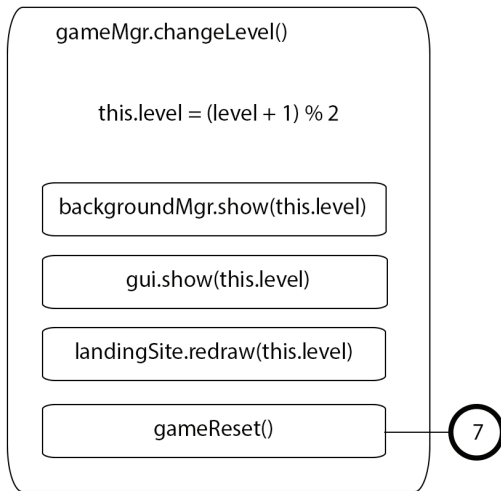 gameMgr.changeLevel()
this.level = (level + 1) % 2
backgroundMgr.show(this.level)
gui.show(this.level)
landingSite.redraw(this.level)
gameReset()
7